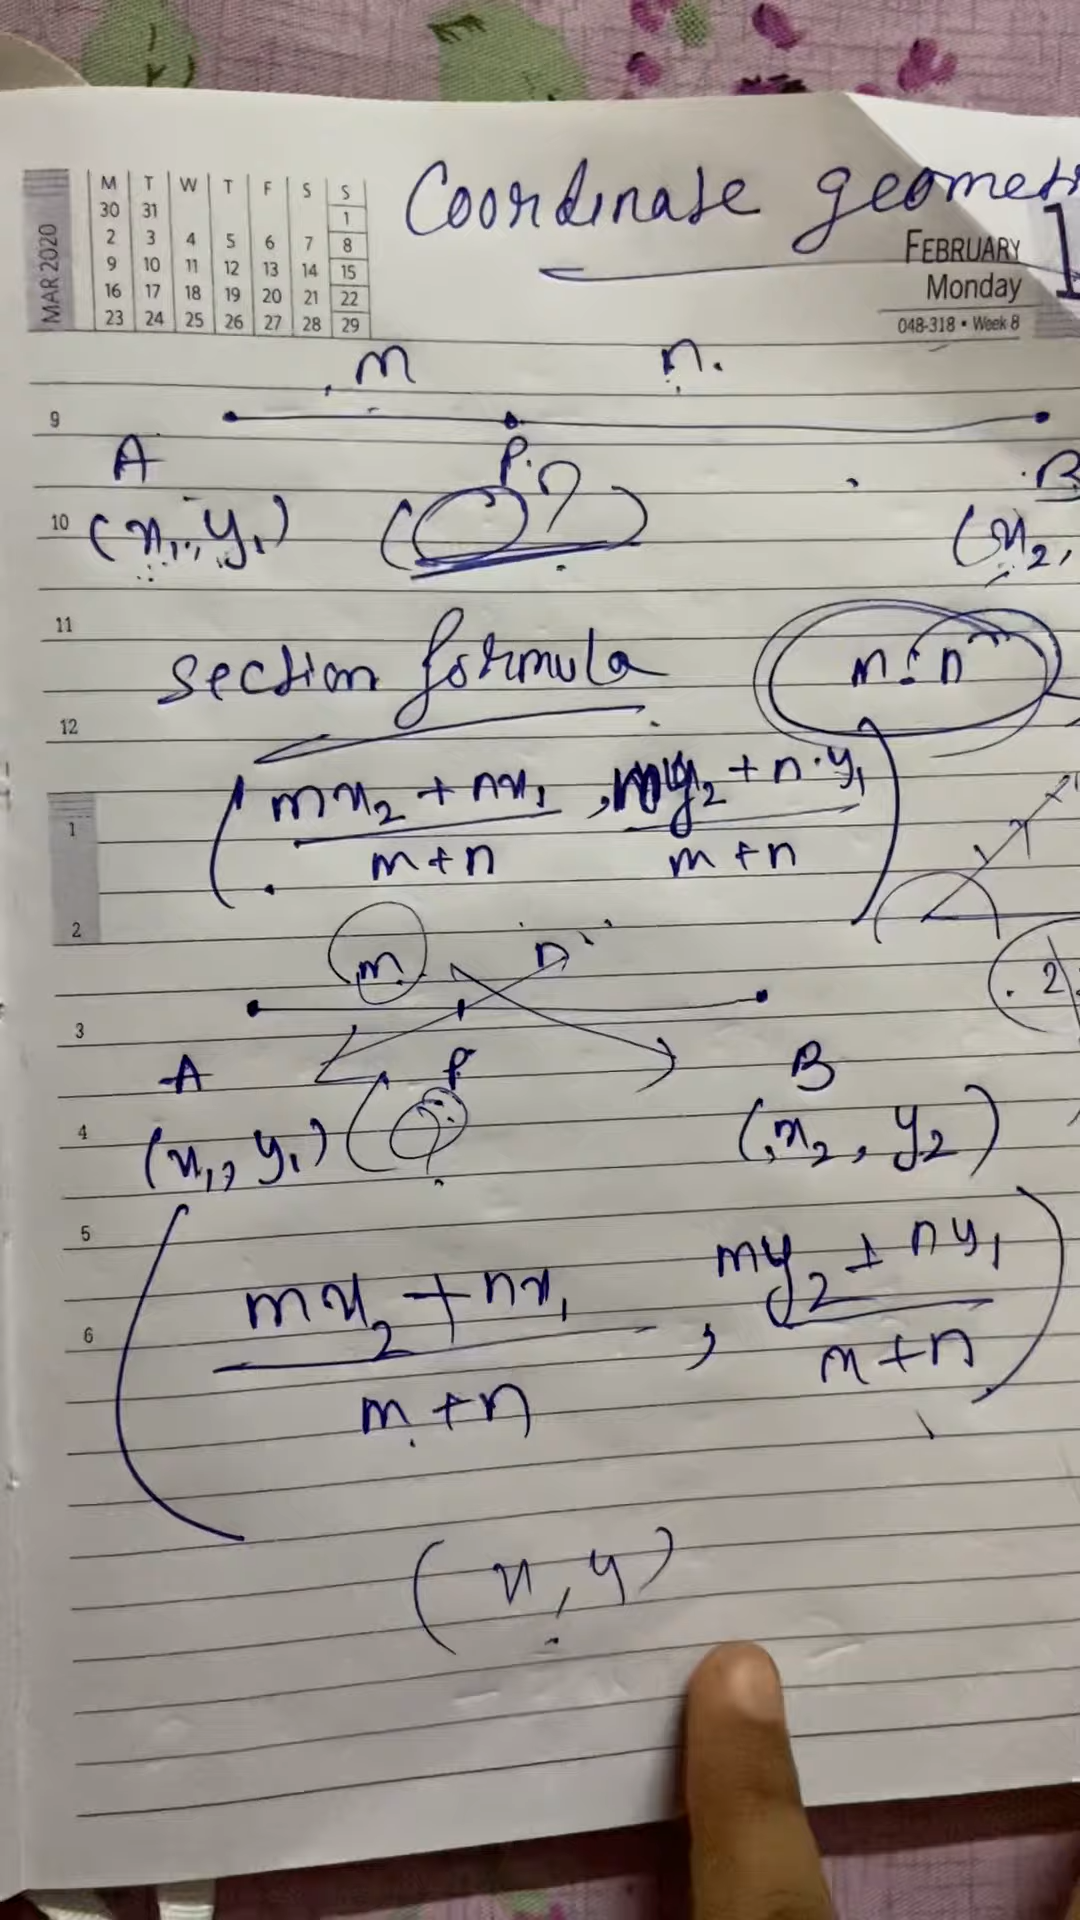 Coordinate geomet
MAR 2020
M T W T F S S
30 31 1
2 3 4 5 6 7 8
9 10 11 12 13 14 15
16 17 18 19 20 21 22
23 24 25 26 27 28 29
FEBRUARY
Monday
1
048-318 • Week 8
m n.
9
A P. B
10 (x₁, y₁) ( ? ) (x₂,
11
section formula m:n
12
( mx₂ + nx₁ , my₂ + n·y₁ )
1
m+n m+n
2
m n
3
A P B
4 (x₁, y₁) ( ? (x₂, y₂) 2
5
( mx₂ + nx₁ , my₂ + ny₁ )
6
m+n m+n
(x, y)